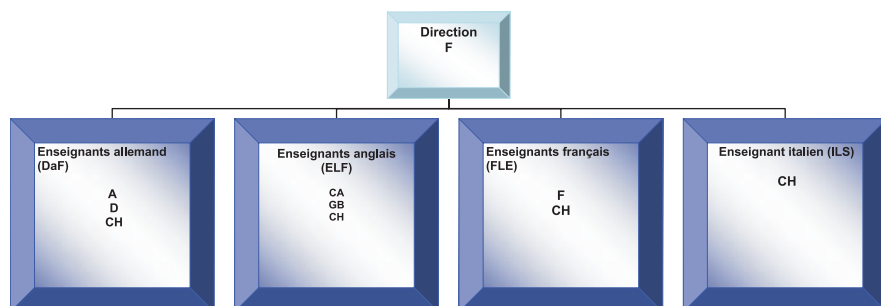 Direction
F
Enseignants allemand
(DaF)
A
D
CH
Enseignants anglais
(ELF)
CA
GB
CH
Enseignants français
(FLE)
F
CH
Enseignant italien (ILS)
CH